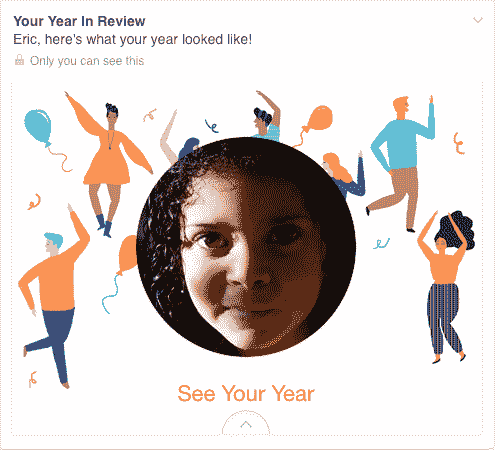 Your Year In Review
Eric, here's what your year looked like!
Only you can see this
See Your Year